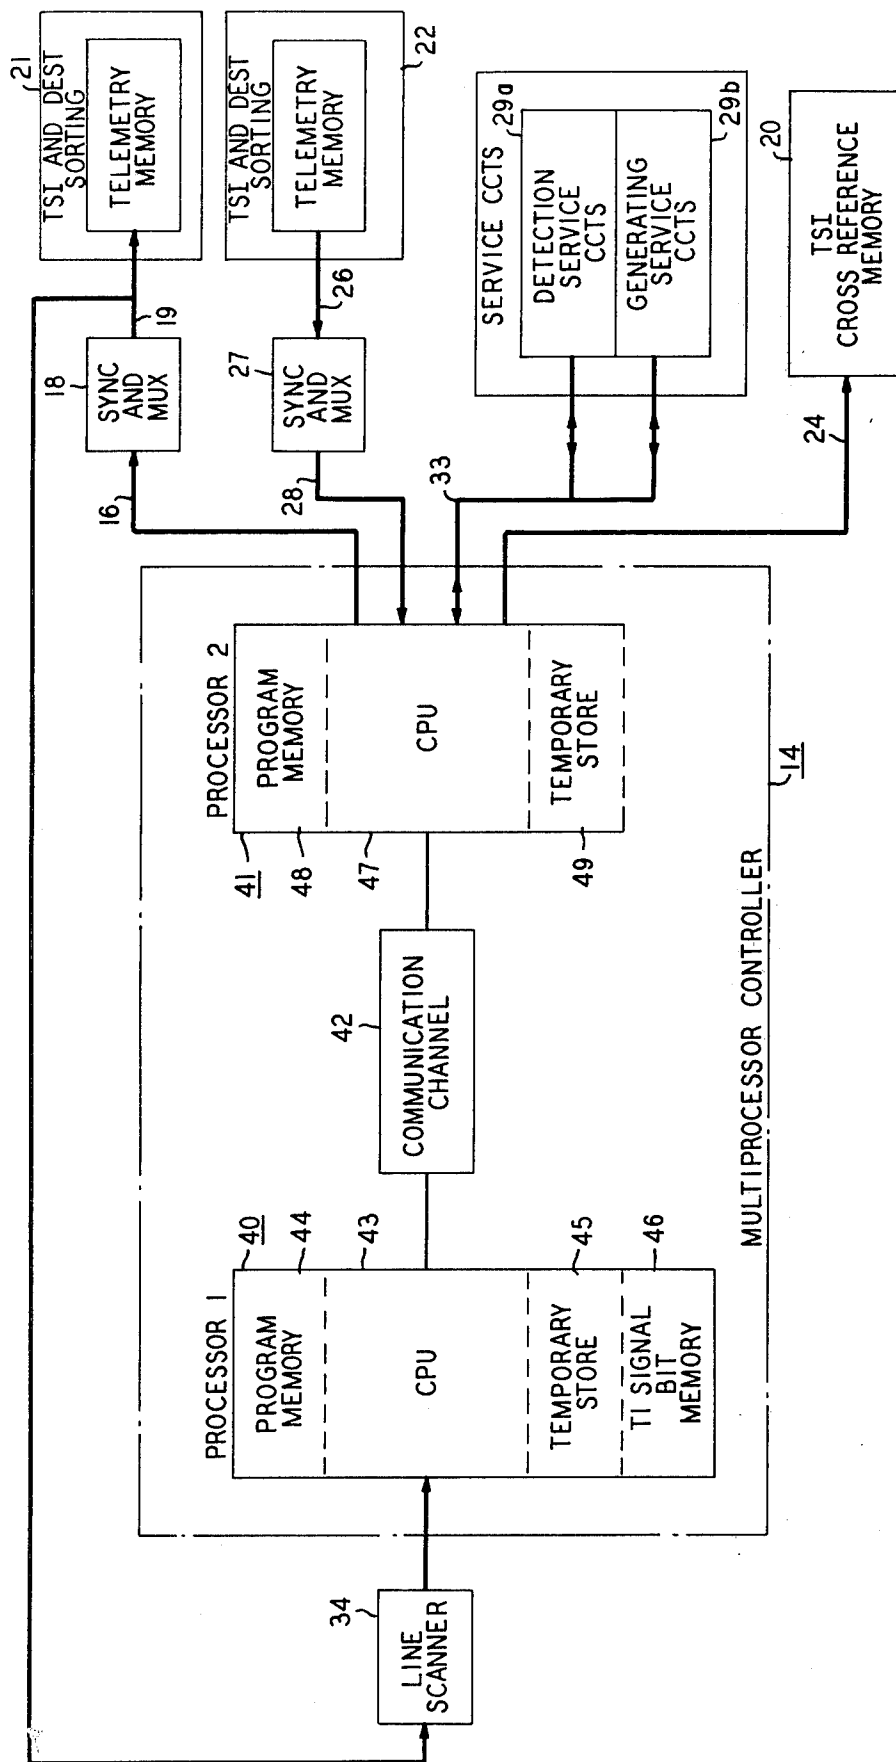 34
LINE
SCANNER
PROCESSOR 1
40
PROGRAM
MEMORY
44
CPU
43
TEMPORARY
STORE
45
T1 SIGNAL
BIT
MEMORY
46
42
COMMUNICATION
CHANNEL
PROCESSOR 2
41
PROGRAM
MEMORY
48
CPU
47
TEMPORARY
STORE
49
MULTIPROCESSOR CONTROLLER
14
16
18
SYNC
AND
MUX
19
21
TSI AND DEST
SORTING
TELEMETRY
MEMORY
28
27
SYNC
AND
MUX
26
22
TSI AND DEST
SORTING
TELEMETRY
MEMORY
33
SERVICE CCTS
29a
DETECTION
SERVICE
CCTS
29b
GENERATING
SERVICE
CCTS
24
20
TSI
CROSS REFERENCE
MEMORY